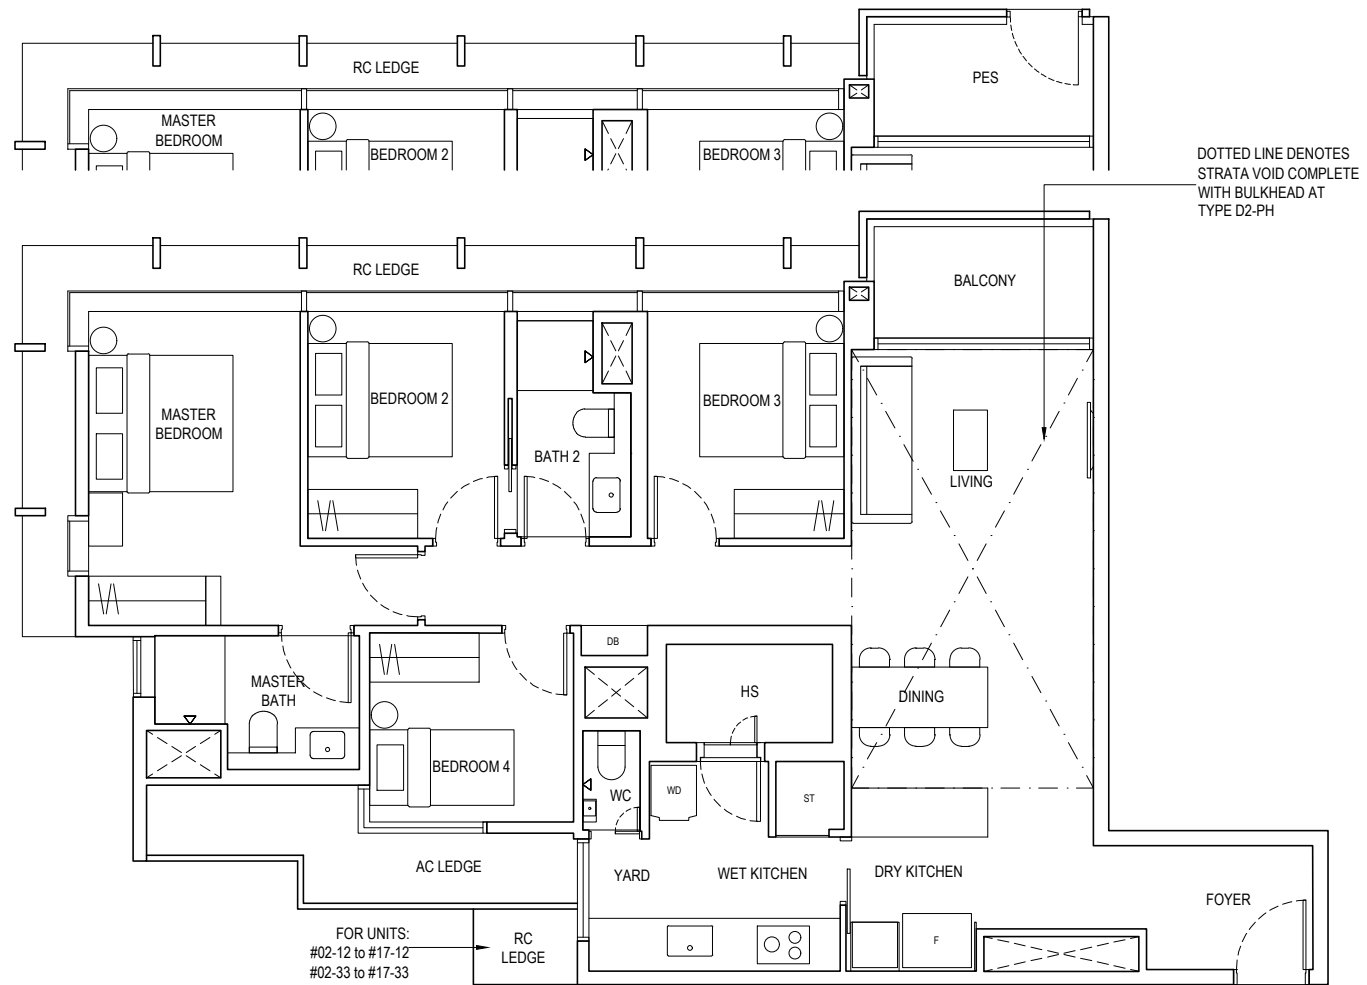 RC LEDGE
PES
MASTER
BEDROOM
BEDROOM 2
BEDROOM 3
DOTTED LINE DENOTES
STRATA VOID COMPLETE
WITH BULKHEAD AT
TYPE D2-PH
RC LEDGE
BALCONY
MASTER
BEDROOM
BEDROOM 2
BATH 2
BEDROOM 3
LIVING
DB
MASTER
BATH
HS
DINING
BEDROOM 4
WC
WD
ST
AC LEDGE
YARD
WET KITCHEN
DRY KITCHEN
FOYER
FOR UNITS:
#02-12 to #17-12
#02-33 to #17-33
RC
LEDGE
F